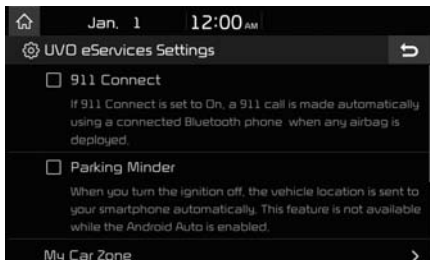 Jan. 1 12:00 AM
UVO eServices Settings
911 Connect
If 911 Connect is set to On, a 911 call is made automatically
using a connected Bluetooth phone when any airbag is
deployed.
Parking Minder
When you turn the ignition off, the vehicle location is sent to
your smartphone automatically. This feature is not available
while the Android Auto is enabled.
My Car Zone